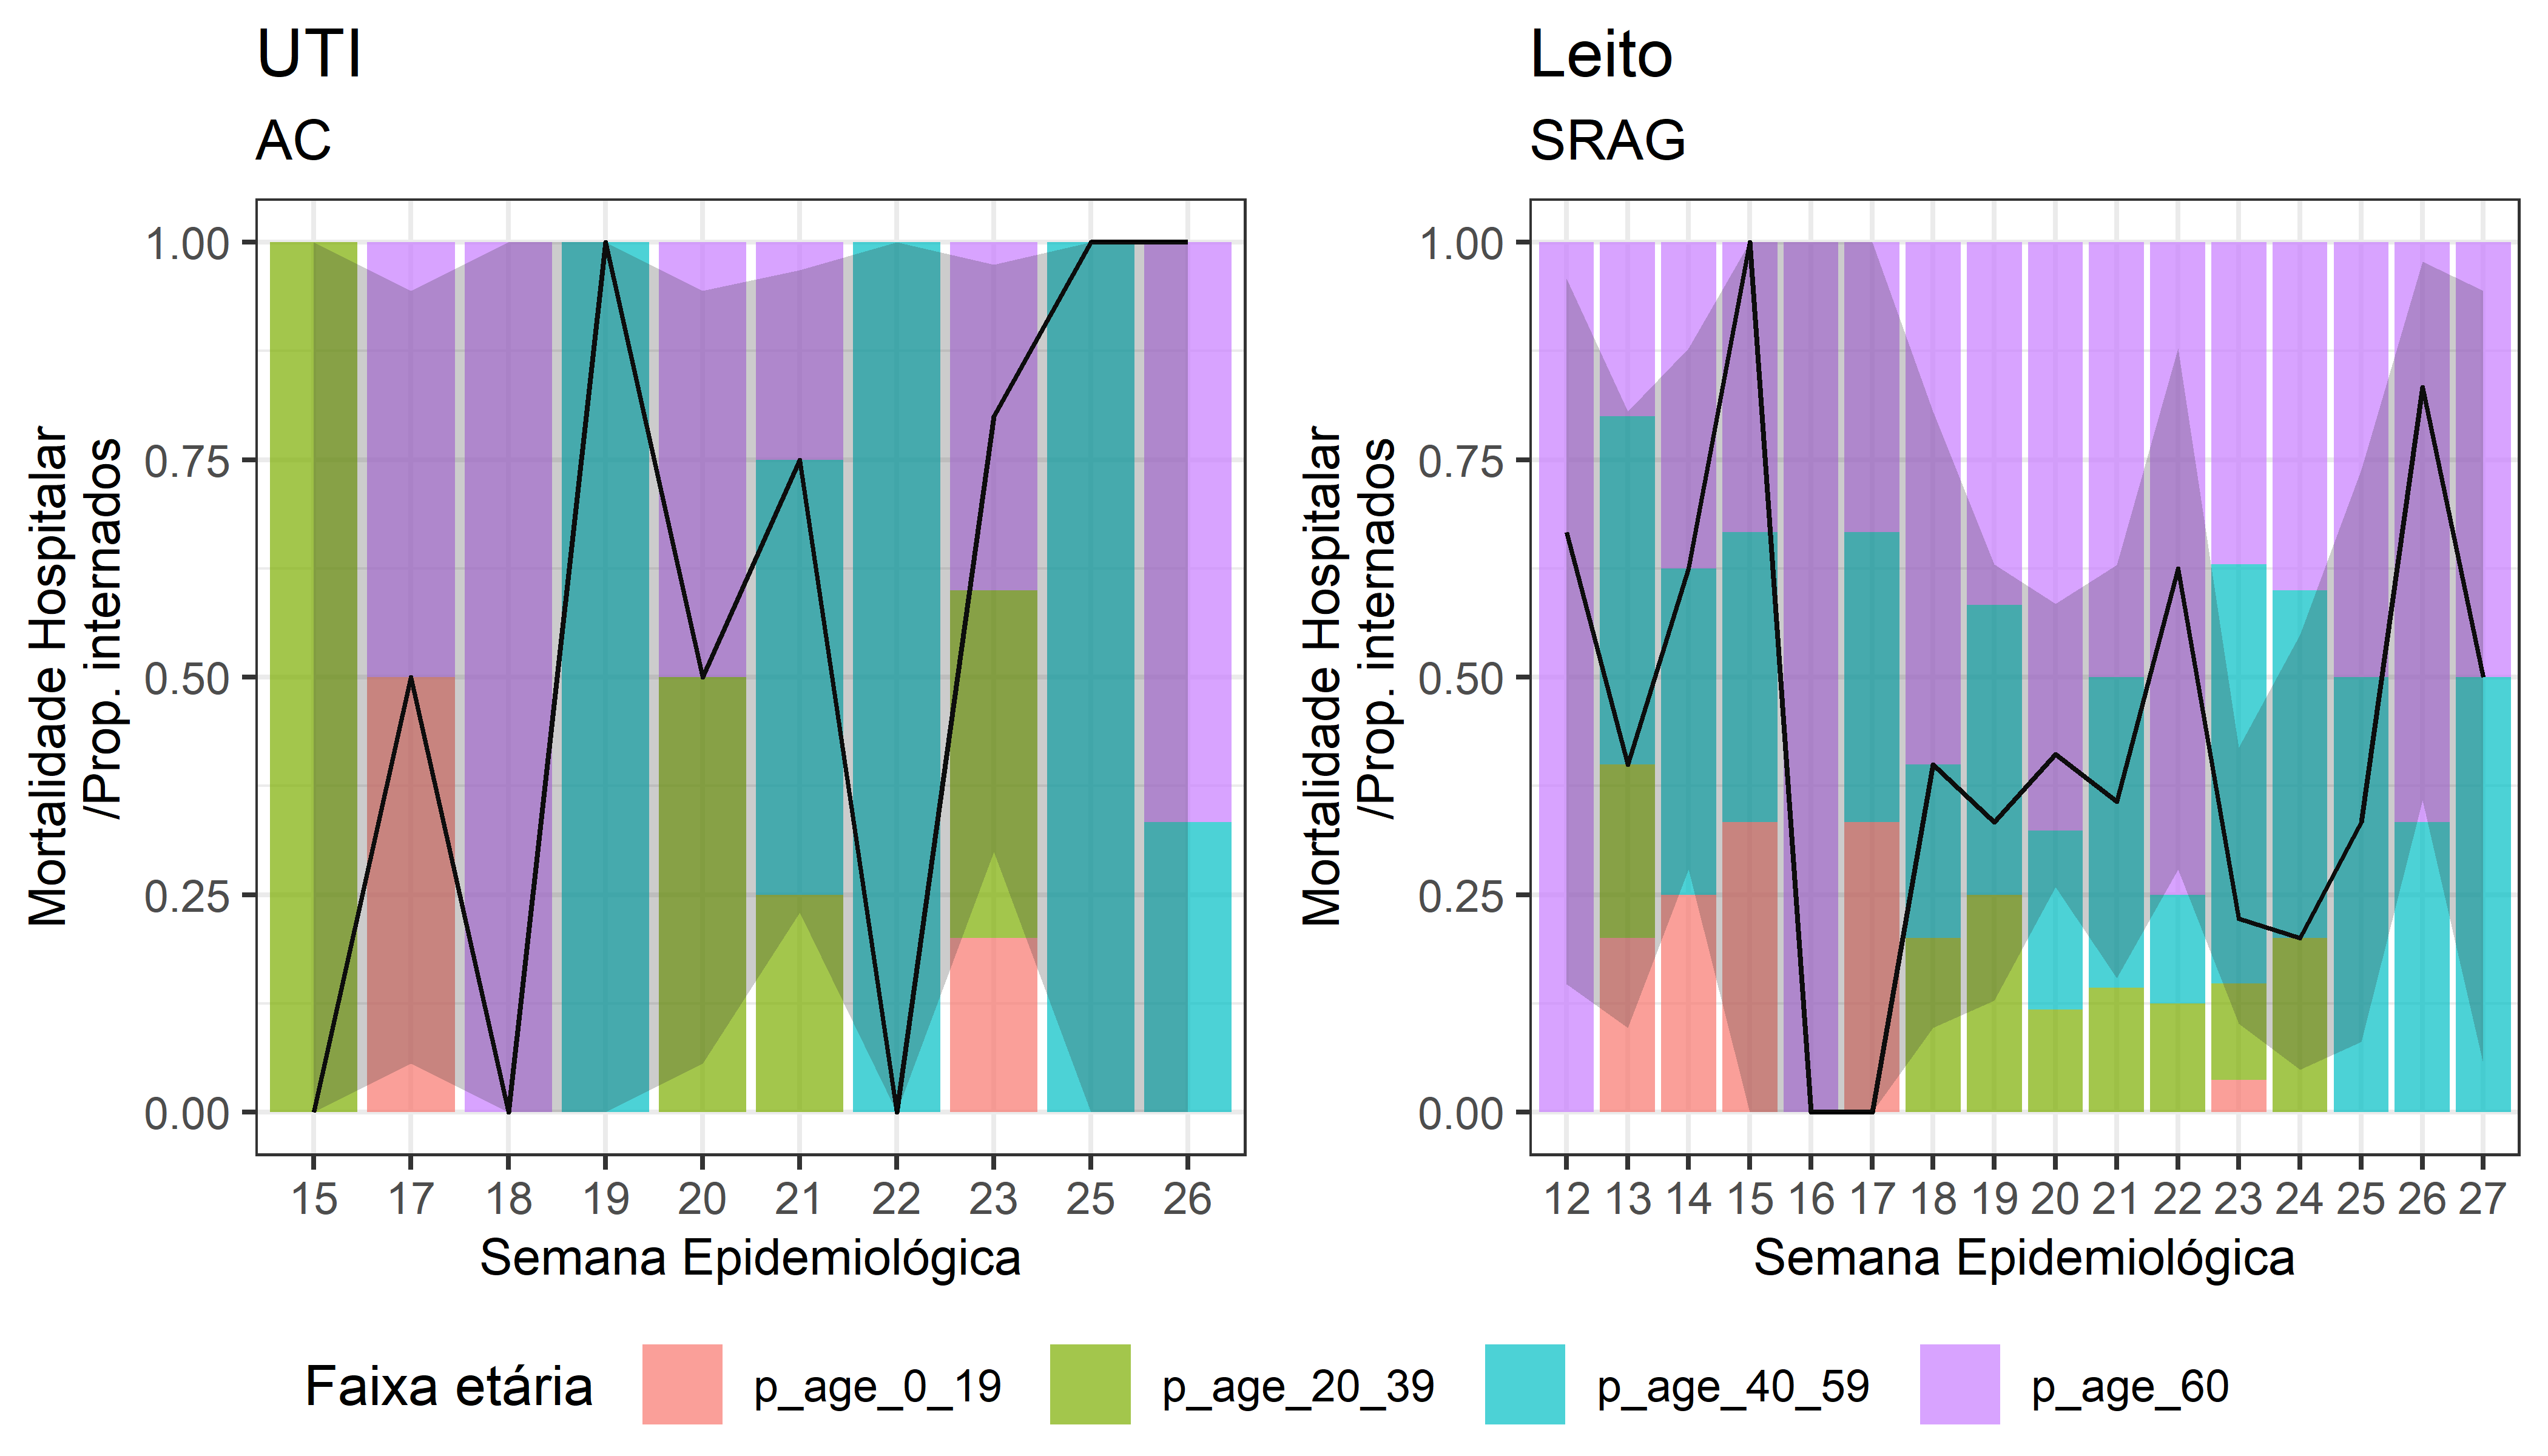 UTI
AC
Mortalidade Hospitalar
/Prop. internados
1.00
0.75
0.50
0.25
0.00
15 17 18 19 20 21 22 23 25 26
Semana Epidemiológica
Leito
SRAG
Mortalidade Hospitalar
/Prop. internados
1.00
0.75
0.50
0.25
0.00
12 13 14 15 16 17 18 19 20 21 22 23 24 25 26 27
Semana Epidemiológica
Faixa etária p_age_0_19 p_age_20_39 p_age_40_59 p_age_60